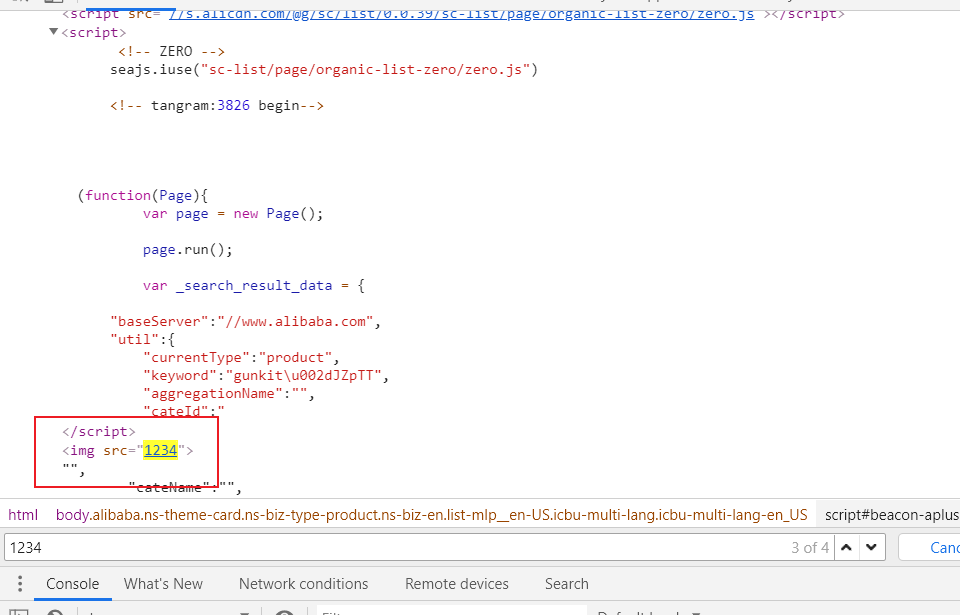 <script src="//s.alicdn.com/@g/sc/list/0.0.39/sc-list/page/organic-list-zero/zero.js"></script>
<script>
<!-- ZERO -->
seajs.iuse("sc-list/page/organic-list-zero/zero.js")
<!-- tangram:3826 begin-->
(function(Page){
var page = new Page();
page.run();
var _search_result_data = {
"baseServer":"//www.alibaba.com",
"util":{
"currentType":"product",
"keyword":"gunkit\u002dJZpTT",
"aggregationName":"",
"cateId":"
</script>
<img src="1234">
"",
"cateName":"",
html body.alibaba.ns-theme-card.ns-biz-type-product.ns-biz-en.list-mlp__en-US.icbu-multi-lang.icbu-multi-lang-en_US script#beacon-aplus
1234 3 of 4 Canc
Console What's New Network conditions Remote devices Search